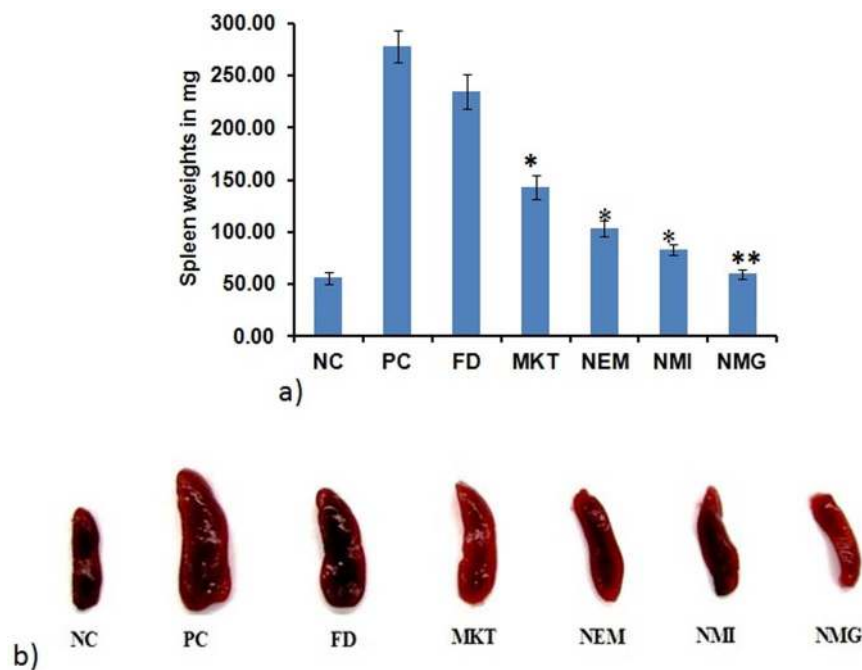 300.00
250.00
200.00
150.00
100.00
50.00
0.00
Spleen weights in mg
*
*
*
**
NC PC FD MKT NEM NMI NMG
a)
NC PC FD MKT NEM NMI NMG
b)